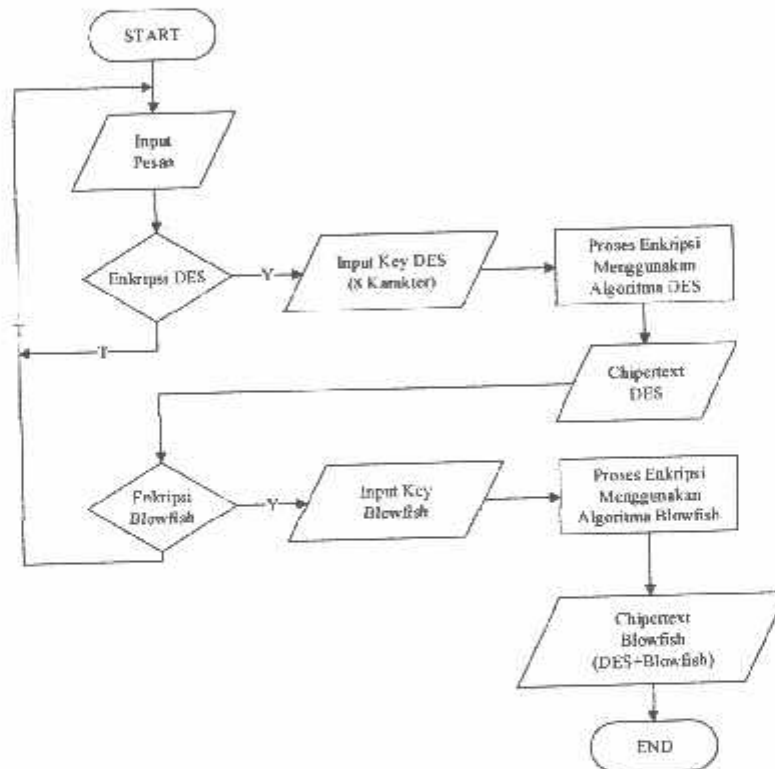 START
Input
Pesan
Enkripsi DES
Y
Input Key DES
(8 Karakter)
Proses Enkripsi
Menggunakan
Algoritma DES
T
T
Chipertext
DES
Enkripsi
Blowfish
Y
Input Key
Blowfish
Proses Enkripsi
Menggunakan
Algoritma Blowfish
Chipertext
Blowfish
(DES+Blowfish)
END